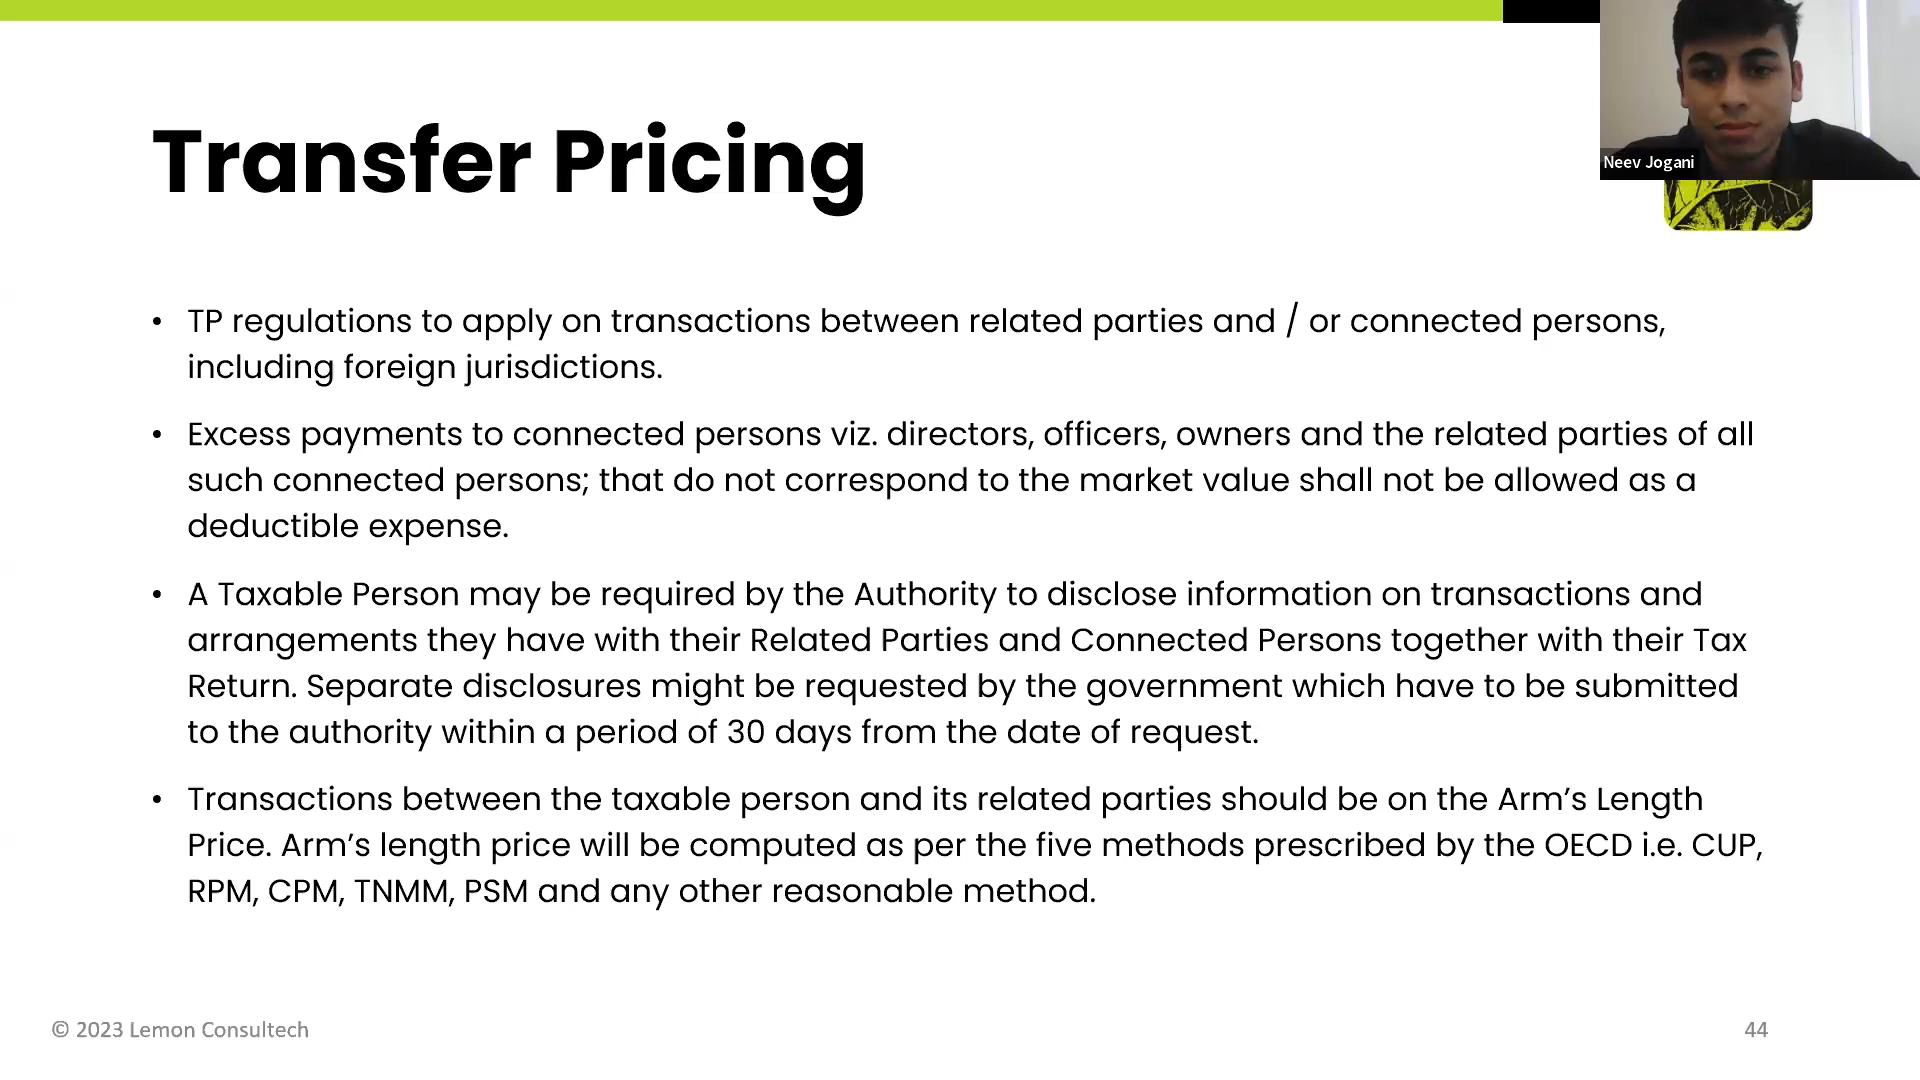 Transfer Pricing
Neev Jogani
• TP regulations to apply on transactions between related parties and / or connected persons,
including foreign jurisdictions.
• Excess payments to connected persons viz. directors, officers, owners and the related parties of all
such connected persons; that do not correspond to the market value shall not be allowed as a
deductible expense.
• A Taxable Person may be required by the Authority to disclose information on transactions and
arrangements they have with their Related Parties and Connected Persons together with their Tax
Return. Separate disclosures might be requested by the government which have to be submitted
to the authority within a period of 30 days from the date of request.
• Transactions between the taxable person and its related parties should be on the Arm’s Length
Price. Arm’s length price will be computed as per the five methods prescribed by the OECD i.e. CUP,
RPM, CPM, TNMM, PSM and any other reasonable method.
© 2023 Lemon Consultech
44